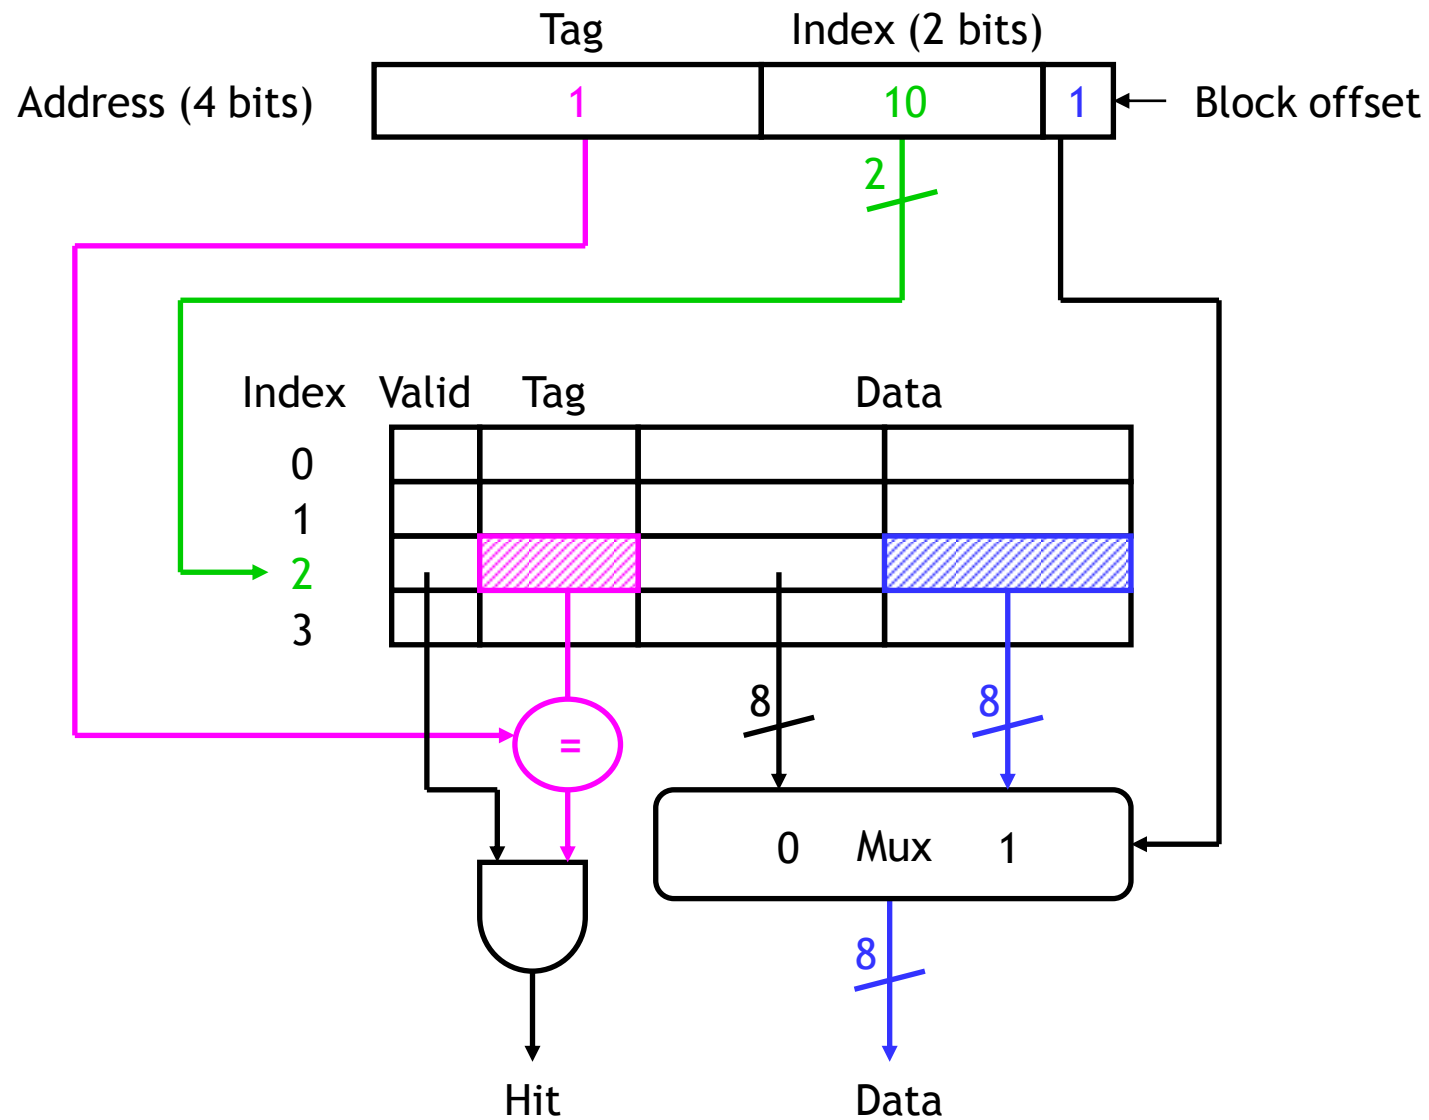 Tag Index (2 bits)
Address (4 bits) 1 10 1 Block offset
2
Index Valid Tag Data
0
1
2
3
8 8
=
0 Mux 1
8
Hit Data